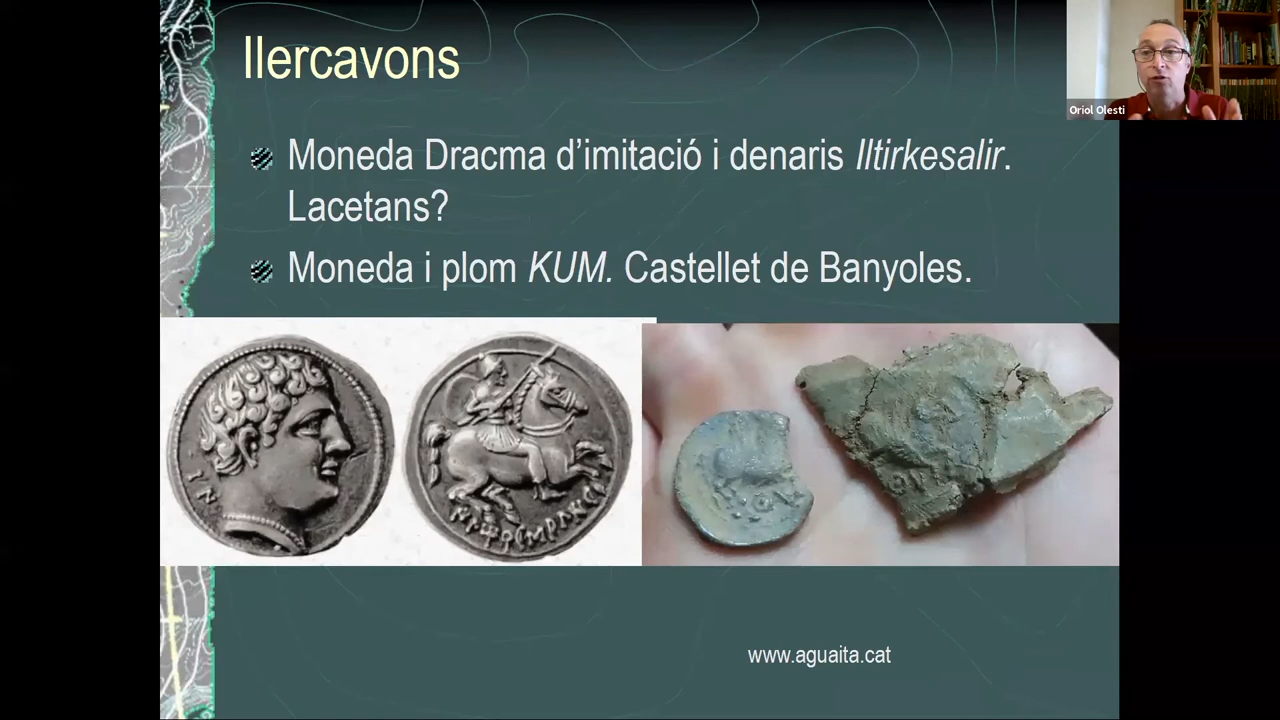 Ilercavons
Oriol Olesti
Moneda Dracma d’imitació i denaris Iltirkesalir.
Lacetans?
Moneda i plom KUM. Castellet de Banyoles.
www.aguaita.cat